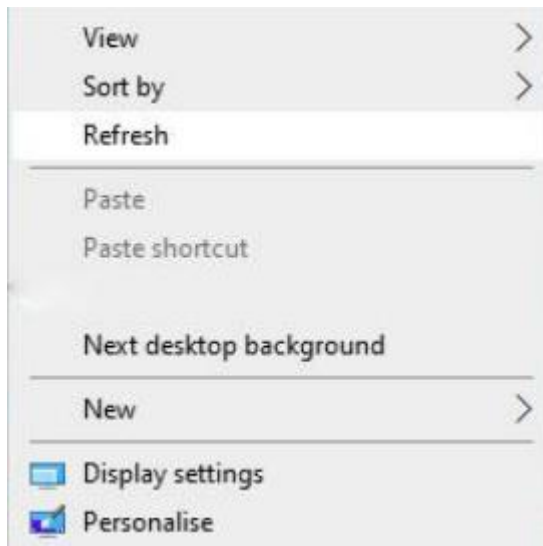 View
Sort by
Refresh
Paste
Paste shortcut
Next desktop background
New
Display settings
Personalise